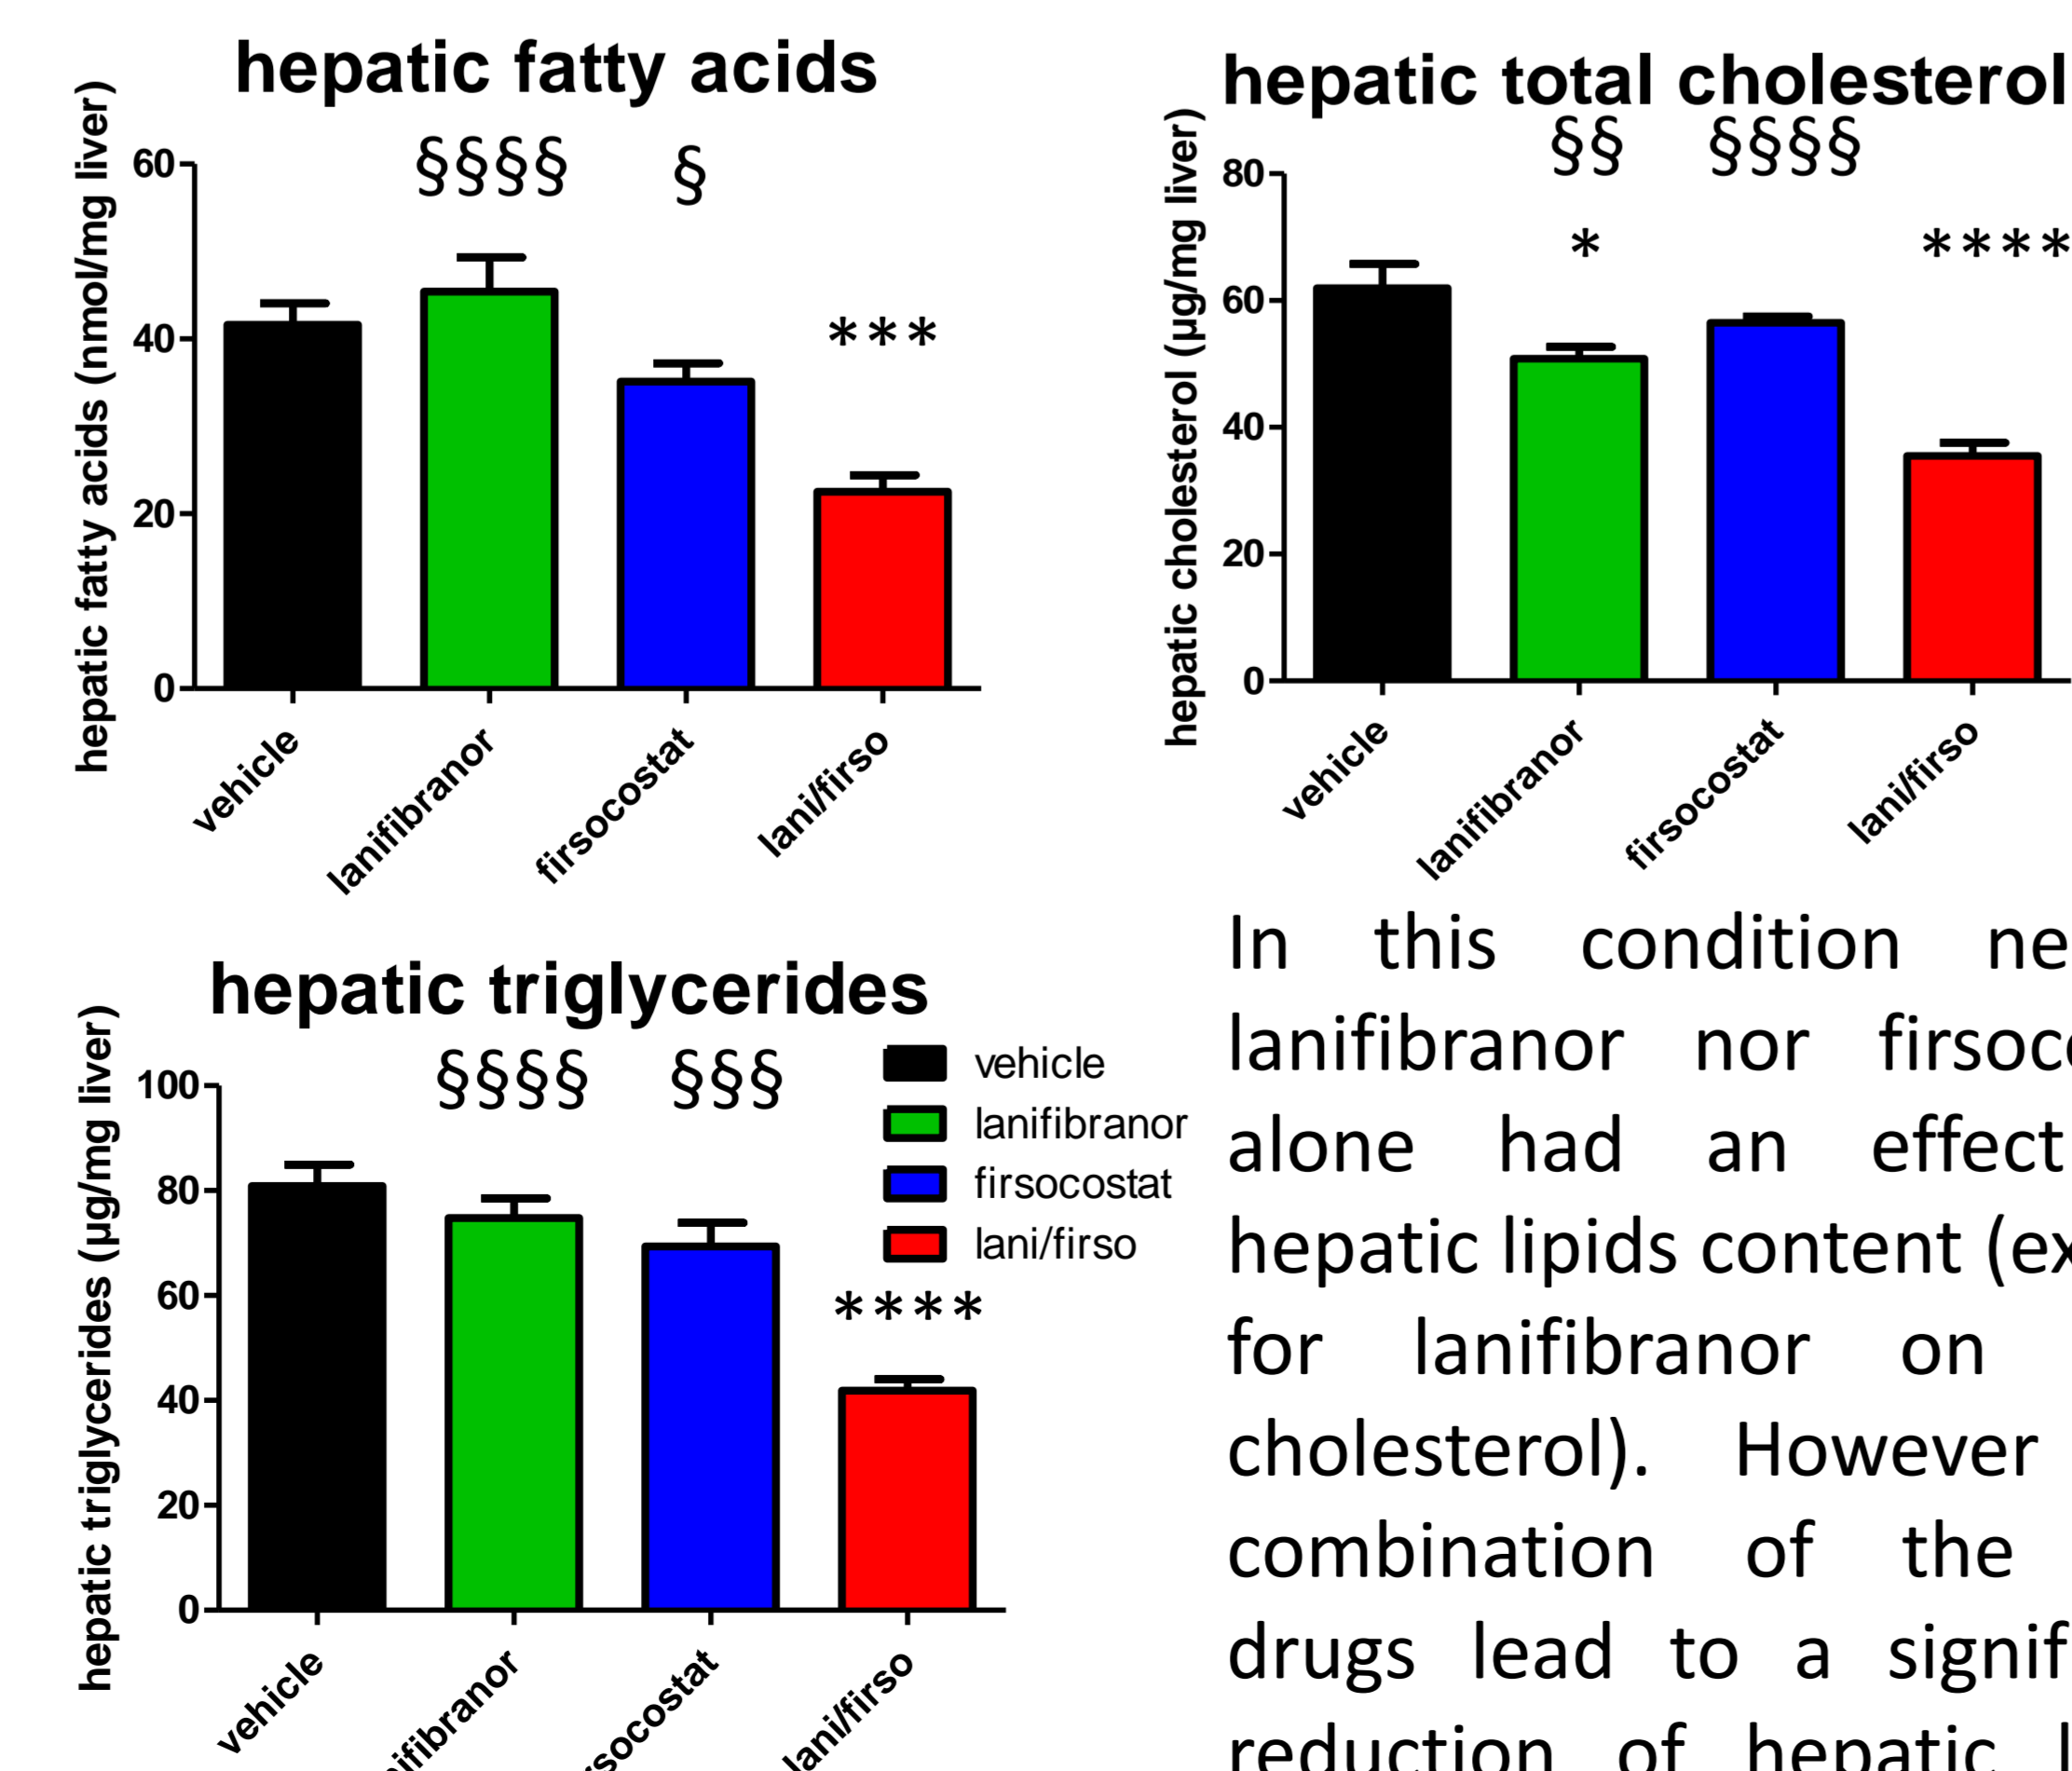 hepatic fatty acids
hepatic fatty acids (nmol/mg liver)
§§§§ §
***
60
40
20
0
vehicle
lanifibranor
firsocostat
lani/firso
hepatic total cholesterol
hepatic cholesterol (µg/mg liver)
§§ §§§§
* ****
80
60
40
20
0
vehicle
lanifibranor
firsocostat
lani/firso
hepatic triglycerides
hepatic triglycerides (µg/mg liver)
§§§§ §§§
****
100
80
60
40
20
0
vehicle
lani/firso
vehicle
lanifibranor
firsocostat
lani/firso
In this condition
lanifibranor nor
alone had an effect
hepatic lipids content
for lanifibranor on
cholesterol). However
combination of the
drugs lead to a
reduction of hepatic